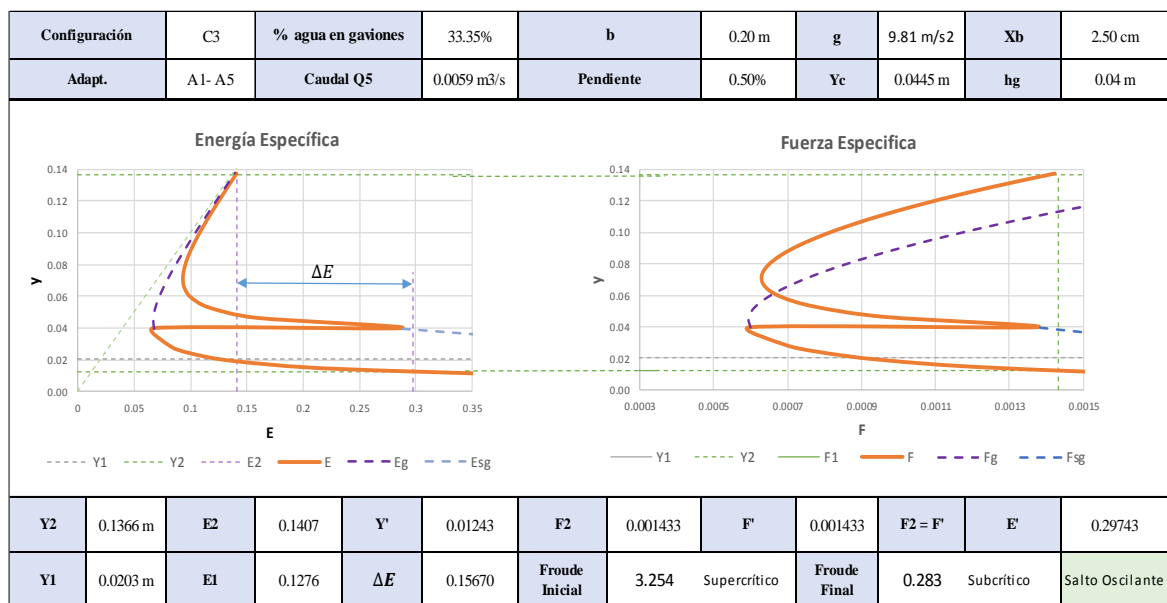 Configuración C3 % agua en gaviones 33.35% b 0.20 m g 9.81 m/s2 Xb 2.50 cm
Adapt. A1- A5 Caudal Q5 0.0059 m3/s Pendiente 0.50% Yc 0.0445 m hg 0.04 m
Energía Específica
0.14
0.12
0.10
0.08
0.06
0.04
0.02
0.00
y
ΔE
0 0.05 0.1 0.15 0.2 0.25 0.3 0.35
E
Y1 Y2 E2 E Eg Esg
Fuerza Especifica
0.14
0.12
0.10
0.08
0.06
0.04
0.02
0.00
y
0.0003 0.0005 0.0007 0.0009 0.0011 0.0013 0.0015
F
Y1 Y2 F1 F Fg Fsg
Y2 0.1366 m E2 0.1407 Y' 0.01243 F2 0.001433 F' 0.001433 F2 = F' E' 0.29743
Y1 0.0203 m E1 0.1276 ΔE 0.15670 Froude Inicial 3.254 Supercrítico Froude Final 0.283 Subcrítico Salto Oscilante